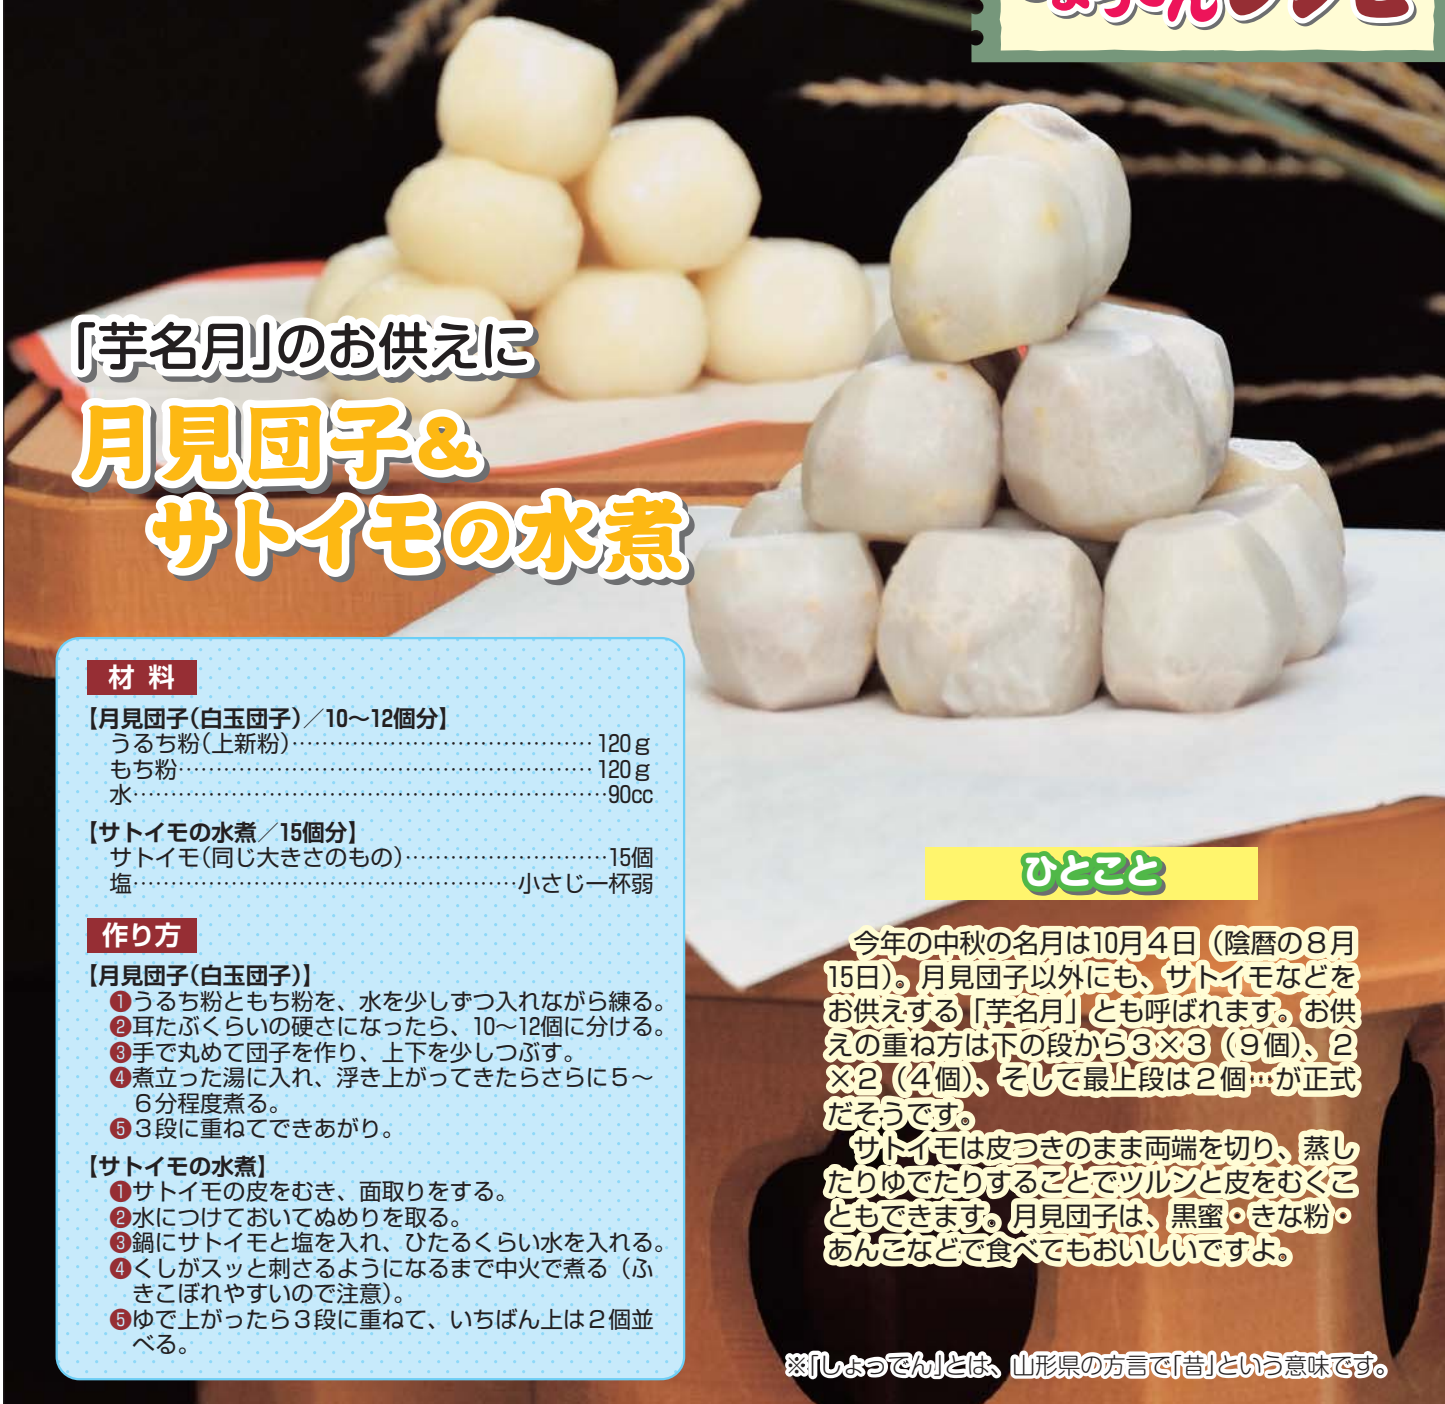 「芋名月」のお供えに
月見団子&
サトイモの水煮
材 料
【月見団子(白玉団子)／10〜12個分】
うるち粉(上新粉)…………………………………120g
もち粉………………………………………………120g
水………………………………………………………90cc
【サトイモの水煮／15個分】
サトイモ(同じ大きさのもの)………………………15個
塩……………………………………………小さじ一杯弱
作り方
【月見団子(白玉団子)】
❶うるち粉ともち粉を、水を少しずつ入れながら練る。
❷耳たぶくらいの硬さになったら、10〜12個に分ける。
❸手で丸めて団子を作り、上下を少しつぶす。
❹煮立った湯に入れ、浮き上がってきたらさらに５〜
６分程度煮る。
❺３段に重ねてできあがり。
【サトイモの水煮】
❶サトイモの皮をむき、面取りをする。
❷水につけておいてぬめりを取る。
❸鍋にサトイモと塩を入れ、ひたるくらい水を入れる。
❹くしがスッと刺さるようになるまで中火で煮る（ふ
きこぼれやすいので注意)。
❺ゆで上がったら３段に重ねて、いちばん上は２個並
べる。
ひとこと
今年の中秋の名月は10月４日（陰暦の８月
15日)。月見団子以外にも、サトイモなどを
お供えする「芋名月」とも呼ばれます。お供
えの重ね方は下の段から３×３（９個)、２
×２（４個)、そして最上段は２個…が正式
だそうです。
サトイモは皮つきのまま両端を切り、蒸し
たりゆでたりすることでツルンと皮をむくこ
ともできます。月見団子は、黒蜜・きな粉・
あんこなどで食べてもおいしいですよ。
※「しょってん」とは、山形県の方言で「昔」という意味です。